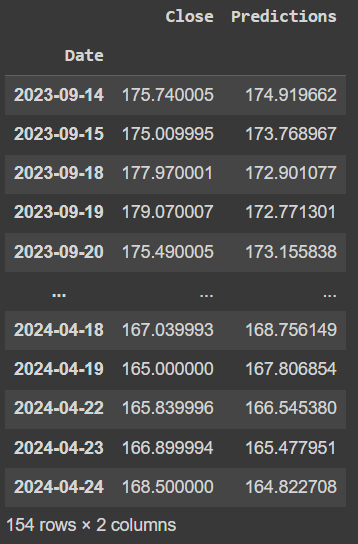 Close Predictions
Date
2023-09-14 175.740005 174.919662
2023-09-15 175.009995 173.768967
2023-09-18 177.970001 172.901077
2023-09-19 179.070007 172.771301
2023-09-20 175.490005 173.155838
... ... ...
2024-04-18 167.039993 168.756149
2024-04-19 165.000000 167.806854
2024-04-22 165.839996 166.545380
2024-04-23 166.899994 165.477951
2024-04-24 168.500000 164.822708
154 rows × 2 columns